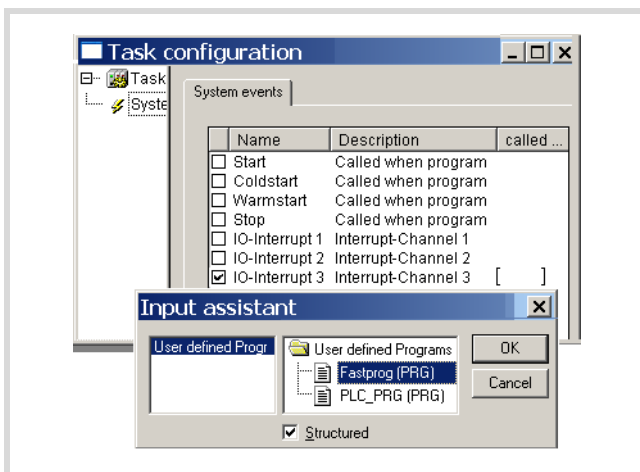 Task configuration
Task
Syste
System events
Name Description called ...
Start Called when program
Coldstart Called when program
Warmstart Called when program
Stop Called when program
IO-Interrupt 1 Interrupt-Channel 1
IO-Interrupt 2 Interrupt-Channel 2
IO-Interrupt 3 Interrupt-Channel 3 [ ]
Input assistant
User defined Progr
User defined Programs
Fastprog (PRG)
PLC_PRG (PRG)
OK
Cancel
Structured